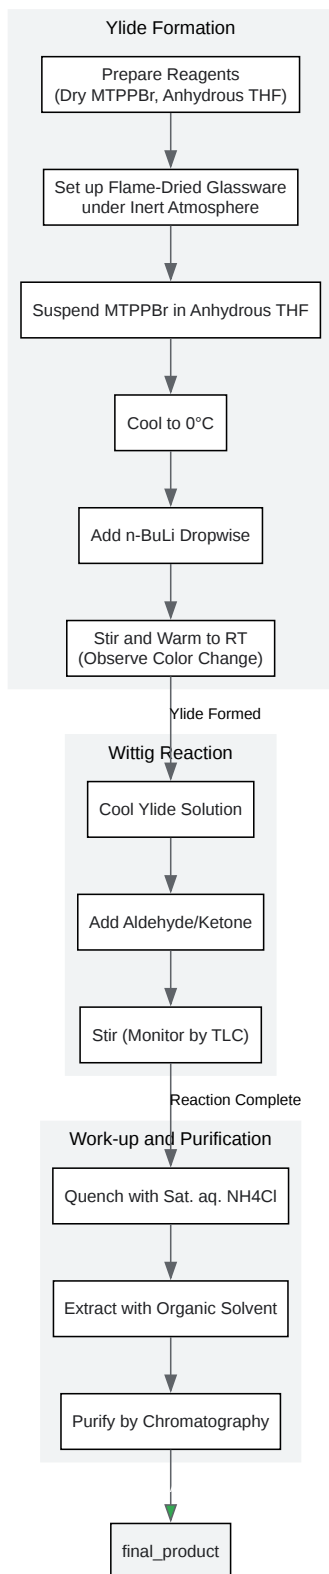 Ylide Formation
Prepare Reagents
(Dry MTPPBr, Anhydrous THF)
Set up Flame-Dried Glassware
under Inert Atmosphere
Suspend MTPPBr in Anhydrous THF
Cool to 0°C
Add n-BuLi Dropwise
Stir and Warm to RT
(Observe Color Change)
Ylide Formed
Wittig Reaction
Cool Ylide Solution
Add Aldehyde/Ketone
Stir (Monitor by TLC)
Reaction Complete
Work-up and Purification
Quench with Sat. aq. NH4Cl
Extract with Organic Solvent
Purify by Chromatography
final_product